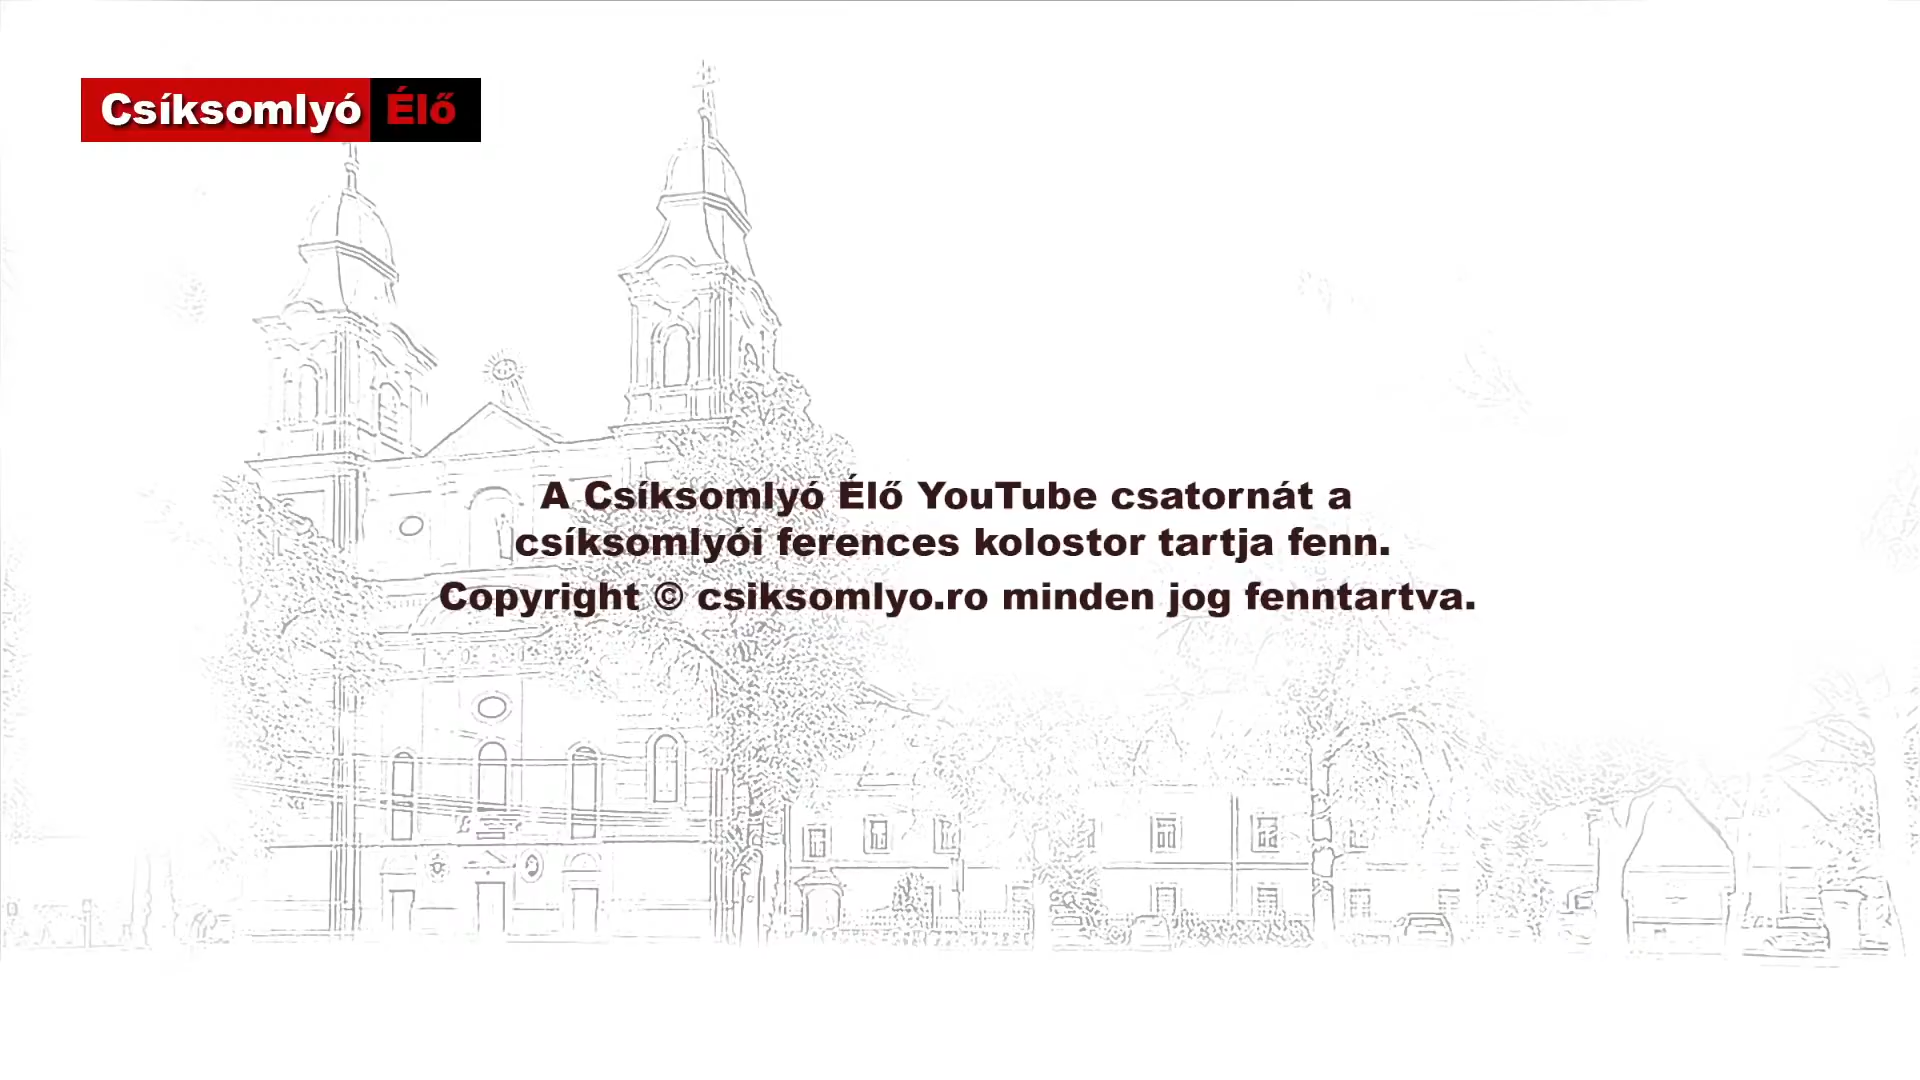 Csíksomlyó Élő
A Csíksomlyó Élő YouTube csatornát a
csíksomlyói ferences kolostor tartja fenn.
Copyright © csiksomlyo.ro minden jog fenntartva.